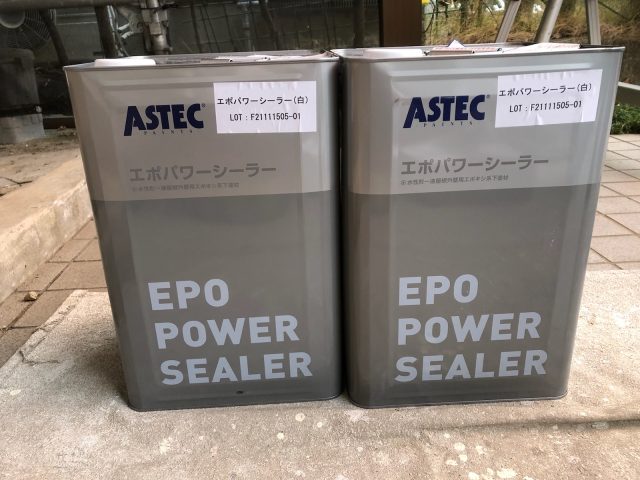 ASTEC®
PAINTS
エポパワーシーラー(白)
LOT:F21111505-01
エポパワーシーラー
EPO
POWER
SEALER
ASTEC®
PAINTS
エポパワーシーラー(白)
LOT:F21111505-01
エポパワーシーラー
EPO
POWER
SEALER